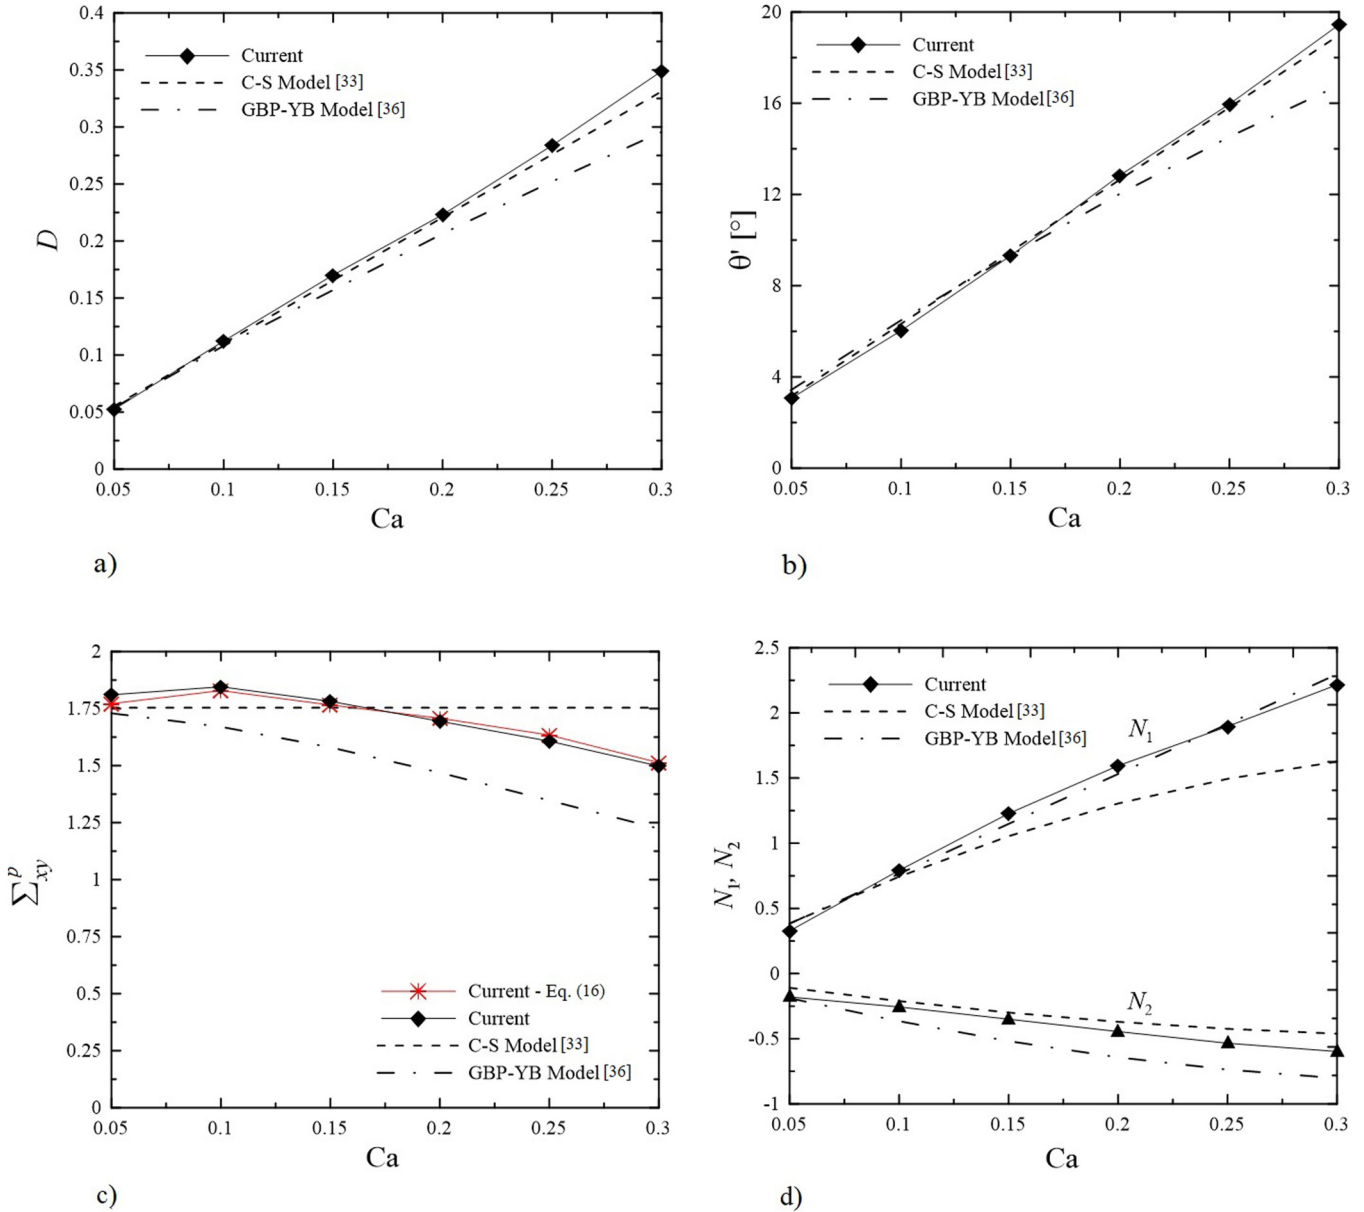 0.4
0.35
0.3
0.25
0.2
0.15
0.1
0.05
0
D
Current
C-S Model [33]
GBP-YB Model [36]
0.05 0.1 0.15 0.2 0.25 0.3
Ca
a)
20
16
12
8
4
0
θ' [°]
Current
C-S Model [33]
GBP-YB Model [36]
0.05 0.1 0.15 0.2 0.25 0.3
Ca
b)
2
1.75
1.5
1.25
1
0.75
0.5
0.25
0
Σᵖxy
Current - Eq. (16)
Current
C-S Model [33]
GBP-YB Model [36]
0.05 0.1 0.15 0.2 0.25 0.3
Ca
c)
2.5
2
1.5
1
0.5
0
-0.5
-1
N₁, N₂
Current
C-S Model [33]
GBP-YB Model [36]
N₁
N₂
0.05 0.1 0.15 0.2 0.25 0.3
Ca
d)